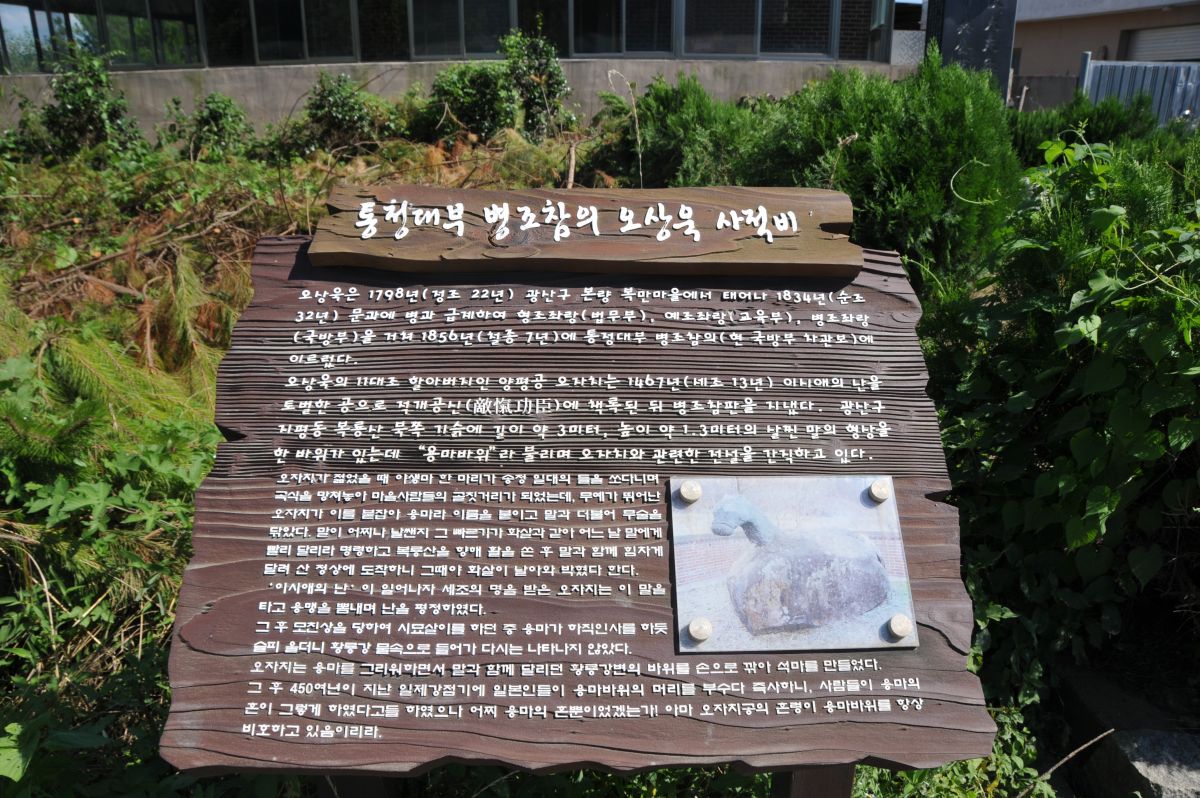 통정대부 병조참의 오상욱 사적비
오상욱은 1798년(정조 22년) 광산구 본량 복만마을에서 태어나 1834년(순조
32년) 문과에 병과 급제하여 형조좌랑(법무부), 예조좌랑(교육부), 병조좌랑
(국방부)을 거쳐 1856년(철종 7년)에 통정대부 병조참의(현 국방부 차관보)에
이르렀다.
오상욱의 11대조 할아버지인 양평공 오자치는 1467년(세조 13년) 이시애의 난을
토벌한 공으로 적개공신(敵愾功臣)에 책록된 뒤 병조참판을 지냈다. 광산구
지평동 복룡산 북쪽 기슭에 길이 약 3미터, 높이 약 1.3미터의 날찐 말의 형상을
한 바위가 있는데 "용마바위"라 불리며 오자치와 관련한 전설을 간직하고 있다.
오자치가 젊었을 때 야생마 한 마리가 송정 일대의 들을 쏘다니며
곡식을 망쳐놓아 마을사람들의 골칫거리가 되었는데, 무예가 뛰어난
오자치가 이를 붙잡아 용마라 이름을 붙이고 말과 더불어 무술을
닦았다. 말이 어찌나 날쌘지 그 빠르기가 화살과 같아 어느 날 말에게
빨리 달리라 명령하고 복룡산을 향해 활을 쏜 후 말과 함께 힘차게
달려 산 정상에 도착하니 그때야 화살이 날아와 박혔다 한다.
'이시애의 난' 이 일어나자 세조의 명을 받은 오자치는 이 말을
타고 용맹을 뽐내며 난을 평정하였다.
그 후 모친상을 당하여 시묘살이를 하던 중 용마가 하직인사를 하듯
슬피 울더니 황룡강 물속으로 들어가 다시는 나타나지 않았다.
오자치는 용마를 그리워하면서 말과 함께 달리던 황룡강변의 바위를 손으로 깎아 석마를 만들었다.
그 후 450여년이 지난 일제강점기에 일본인들이 용마바위의 머리를 부수다 즉사하니, 사람들이 용마의
혼이 그렇게 하였다고들 하였으나 어찌 용마의 혼뿐이었겠는가! 아마 오자치공의 혼령이 용마바위를 항상
비호하고 있음이리라.